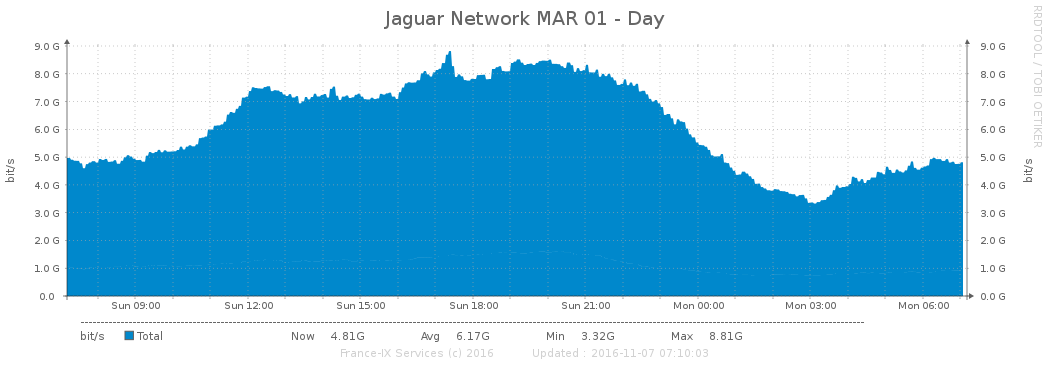 Jaguar Network MAR 01 - Day
RRDTOOL / TOBI OETIKER
bit/s
9.0 G
8.0 G
7.0 G
6.0 G
5.0 G
4.0 G
3.0 G
2.0 G
1.0 G
0.0
9.0 G
8.0 G
7.0 G
6.0 G
5.0 G
4.0 G
3.0 G
2.0 G
1.0 G
0.0 G
bit/s
Sun 09:00 Sun 12:00 Sun 15:00 Sun 18:00 Sun 21:00 Mon 00:00 Mon 03:00 Mon 06:00
bit/s Total Now 4.81G Avg 6.17G Min 3.32G Max 8.81G
France-IX Services (c) 2016 Updated : 2016-11-07 07:10:03